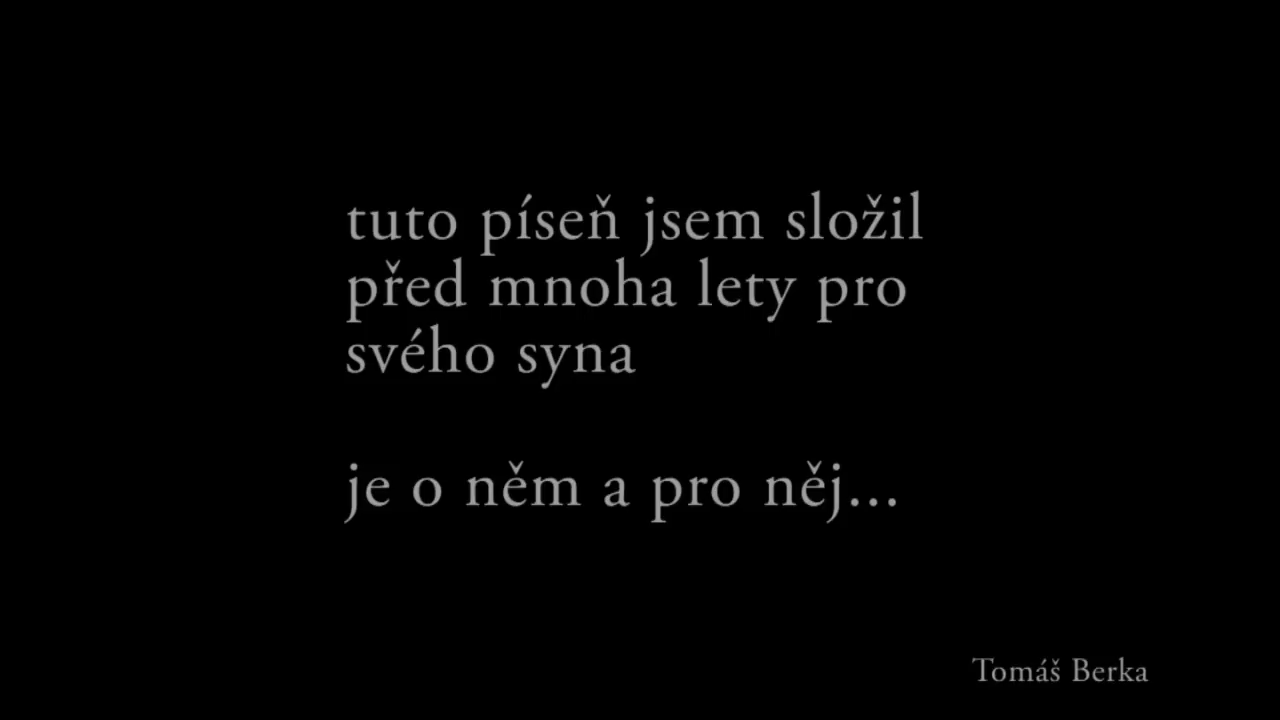 tuto píseň jsem složil
před mnoha lety pro
svého syna
je o něm a pro něj...
Tomáš Berka